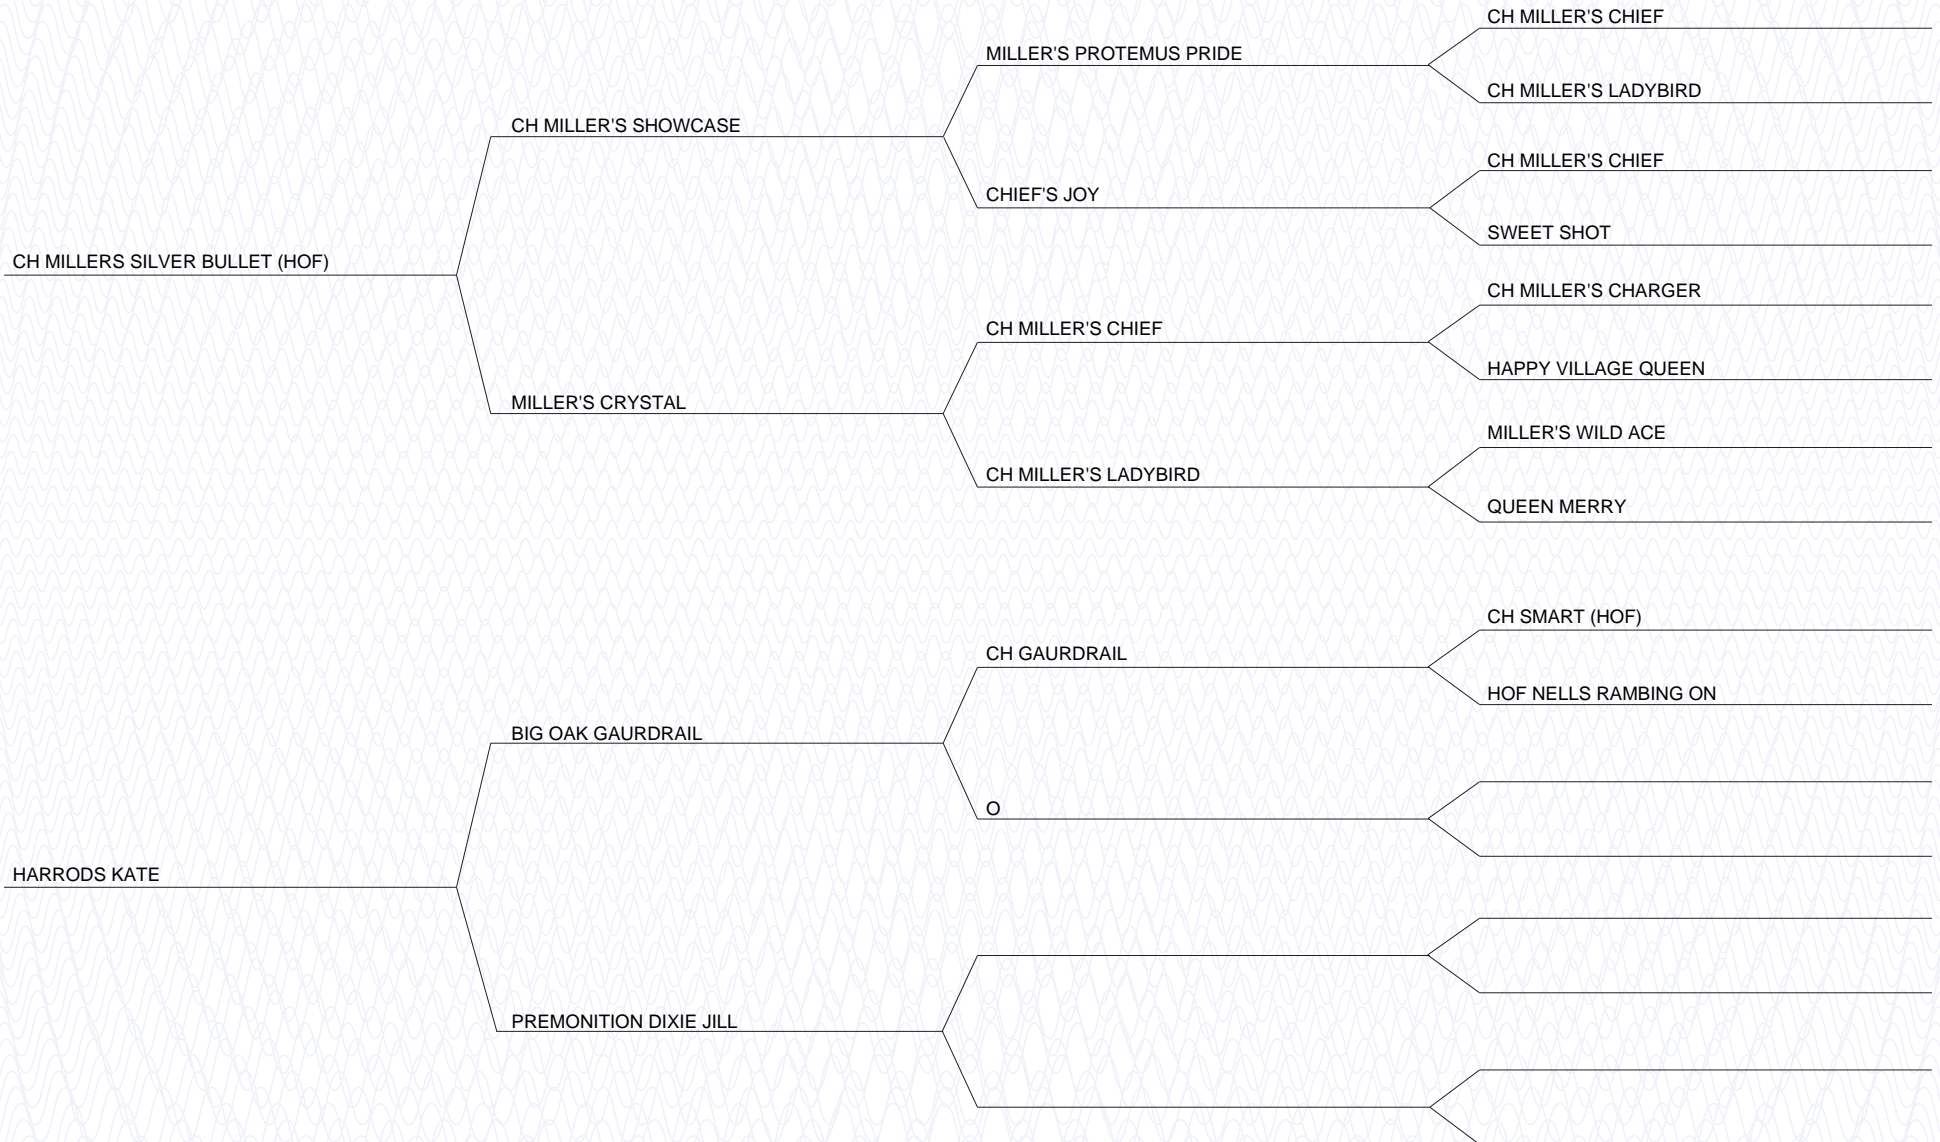 CH MILLER'S CHIEF
MILLER'S PROTEMUS PRIDE
CH MILLER'S LADYBIRD
CH MILLER'S SHOWCASE
CH MILLER'S CHIEF
CHIEF'S JOY
SWEET SHOT
CH MILLERS SILVER BULLET (HOF)
CH MILLER'S CHARGER
CH MILLER'S CHIEF
HAPPY VILLAGE QUEEN
MILLER'S CRYSTAL
MILLER'S WILD ACE
CH MILLER'S LADYBIRD
QUEEN MERRY
CH SMART (HOF)
CH GAURDRAIL
HOF NELLS RAMBING ON
BIG OAK GAURDRAIL
O
HARRODS KATE
PREMONITION DIXIE JILL